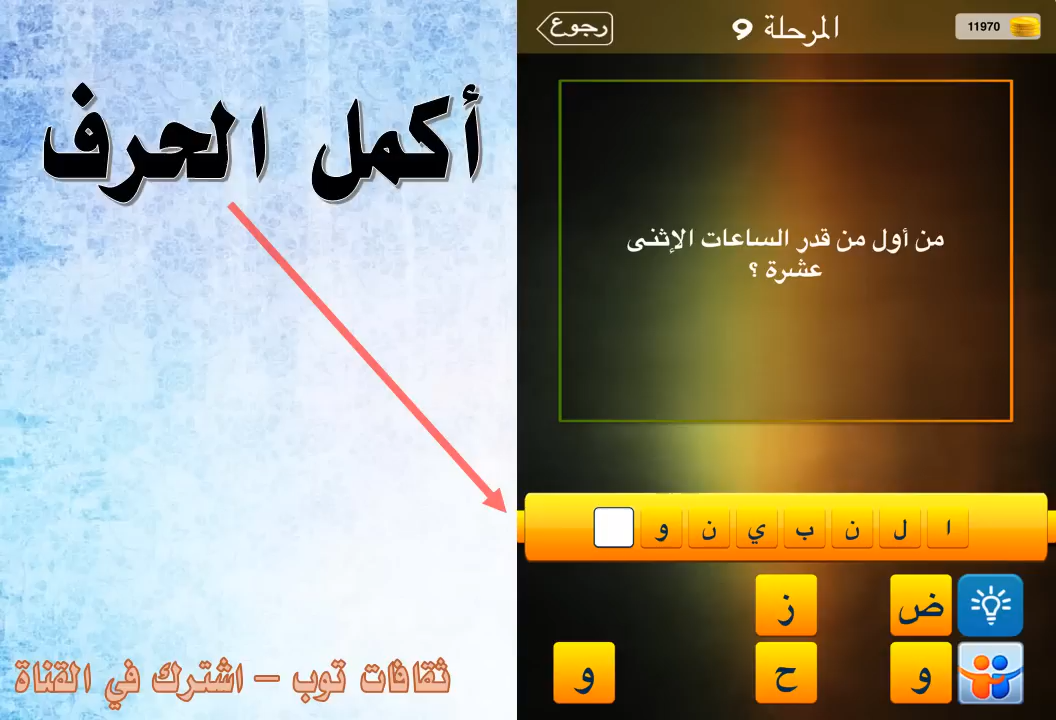 أكمل الحرف
ثقافات توب – اشترك في القناة
رجوع
المرحلة 9
11970
من أول من قدر الساعات الإثنى
عشرة ؟
ا ل ن ب ي ن و
ض ز
و ح و